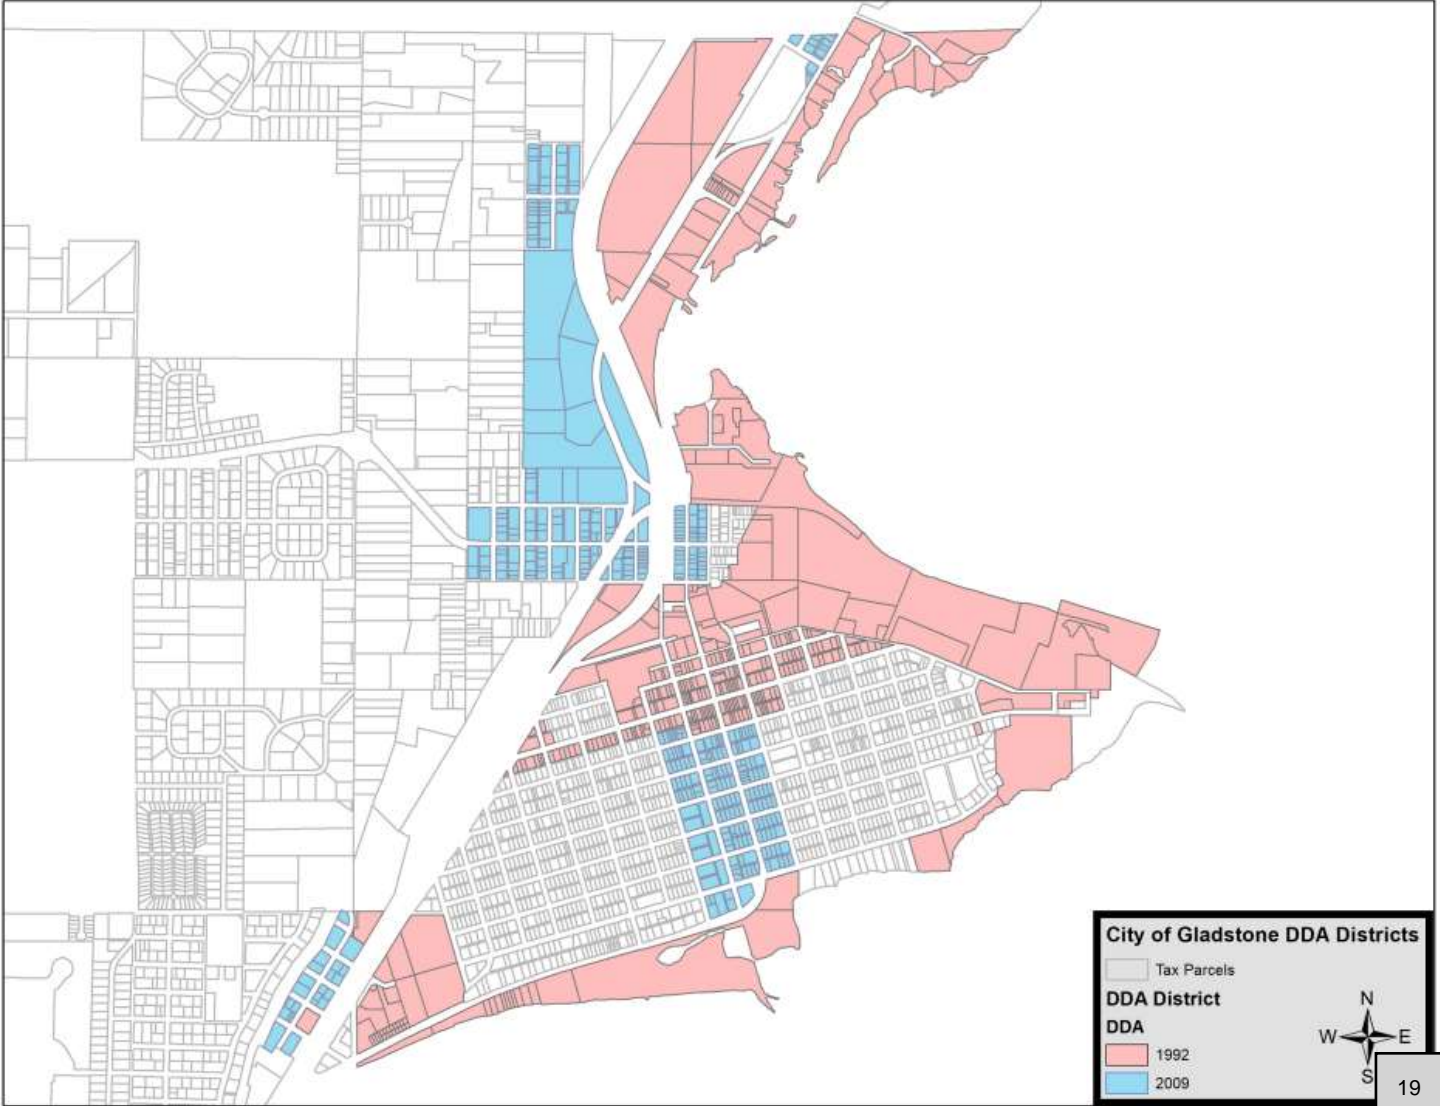 City of Gladstone DDA Districts
Tax Parcels
DDA District
DDA
1992
2009
N
W E
S
19